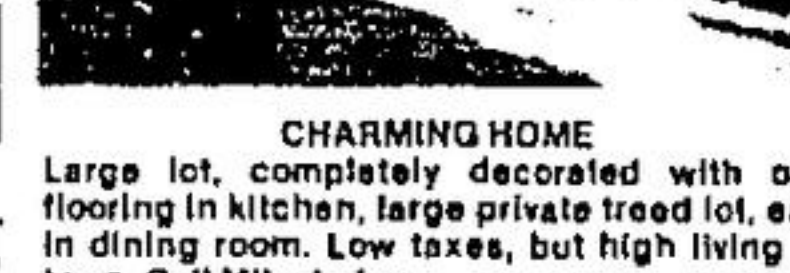 CHARMING HOME
Large lot, completely decorated with
flooring in kitchen, large private treed lot,
in dining room. Low taxes, but high living